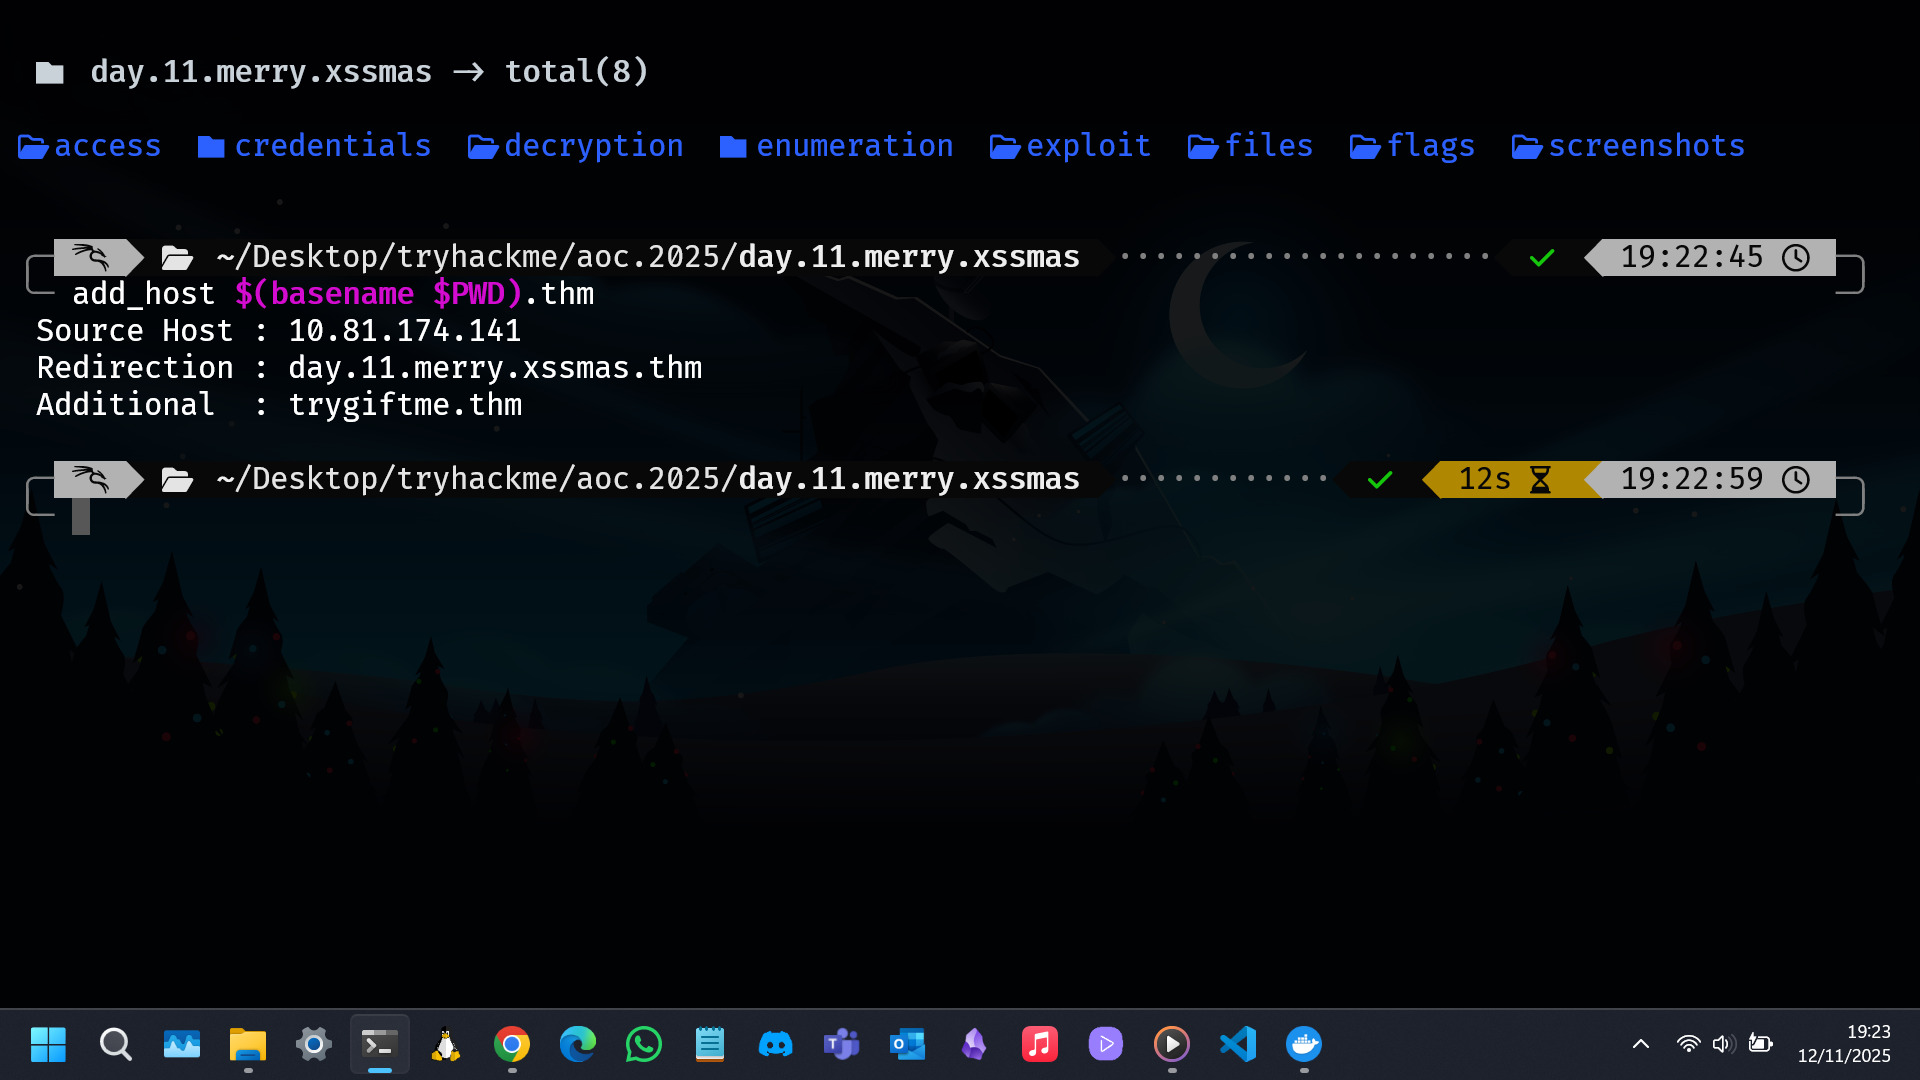 day.11.merry.xssmas → total(8)
access credentials decryption enumeration exploit files flags screenshots
~/Desktop/tryhackme/aoc.2025/day.11.merry.xssmas 19:22:45
add_host $(basename $PWD).thm
Source Host : 10.81.174.141
Redirection : day.11.merry.xssmas.thm
Additional : trygiftme.thm
~/Desktop/tryhackme/aoc.2025/day.11.merry.xssmas 12s 19:22:59
19:23
12/11/2025